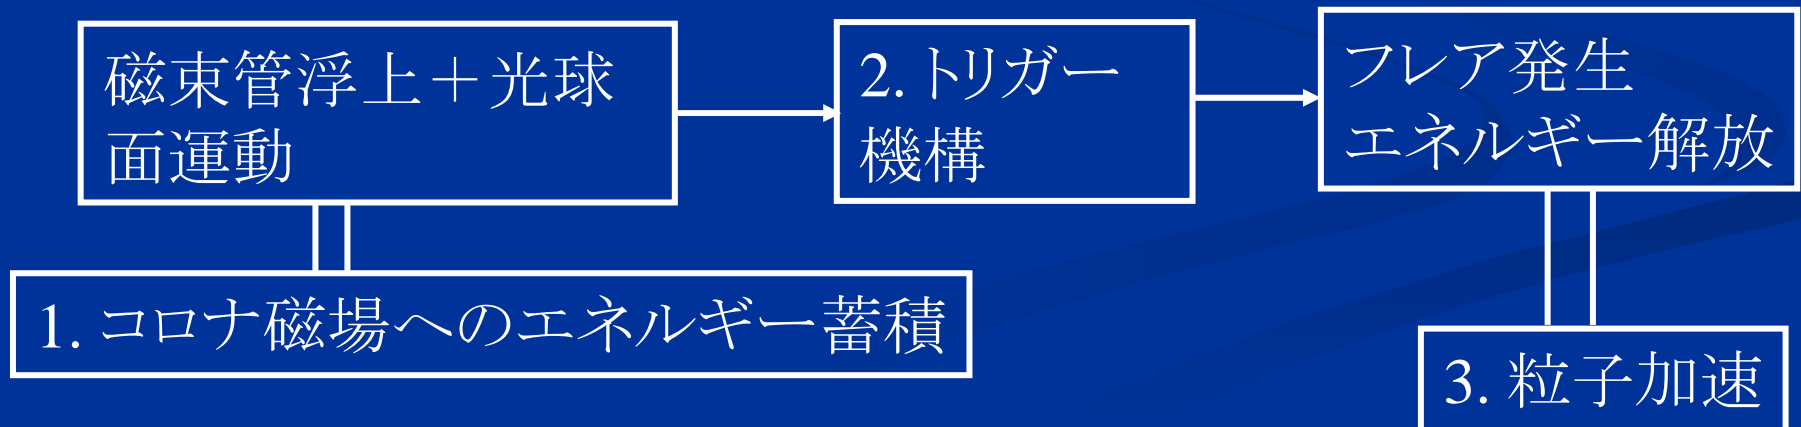 磁束管浮上＋光球
面運動
2. トリガー
機構
フレア発生
エネルギー解放
1. コロナ磁場へのエネルギー蓄積
3. 粒子加速